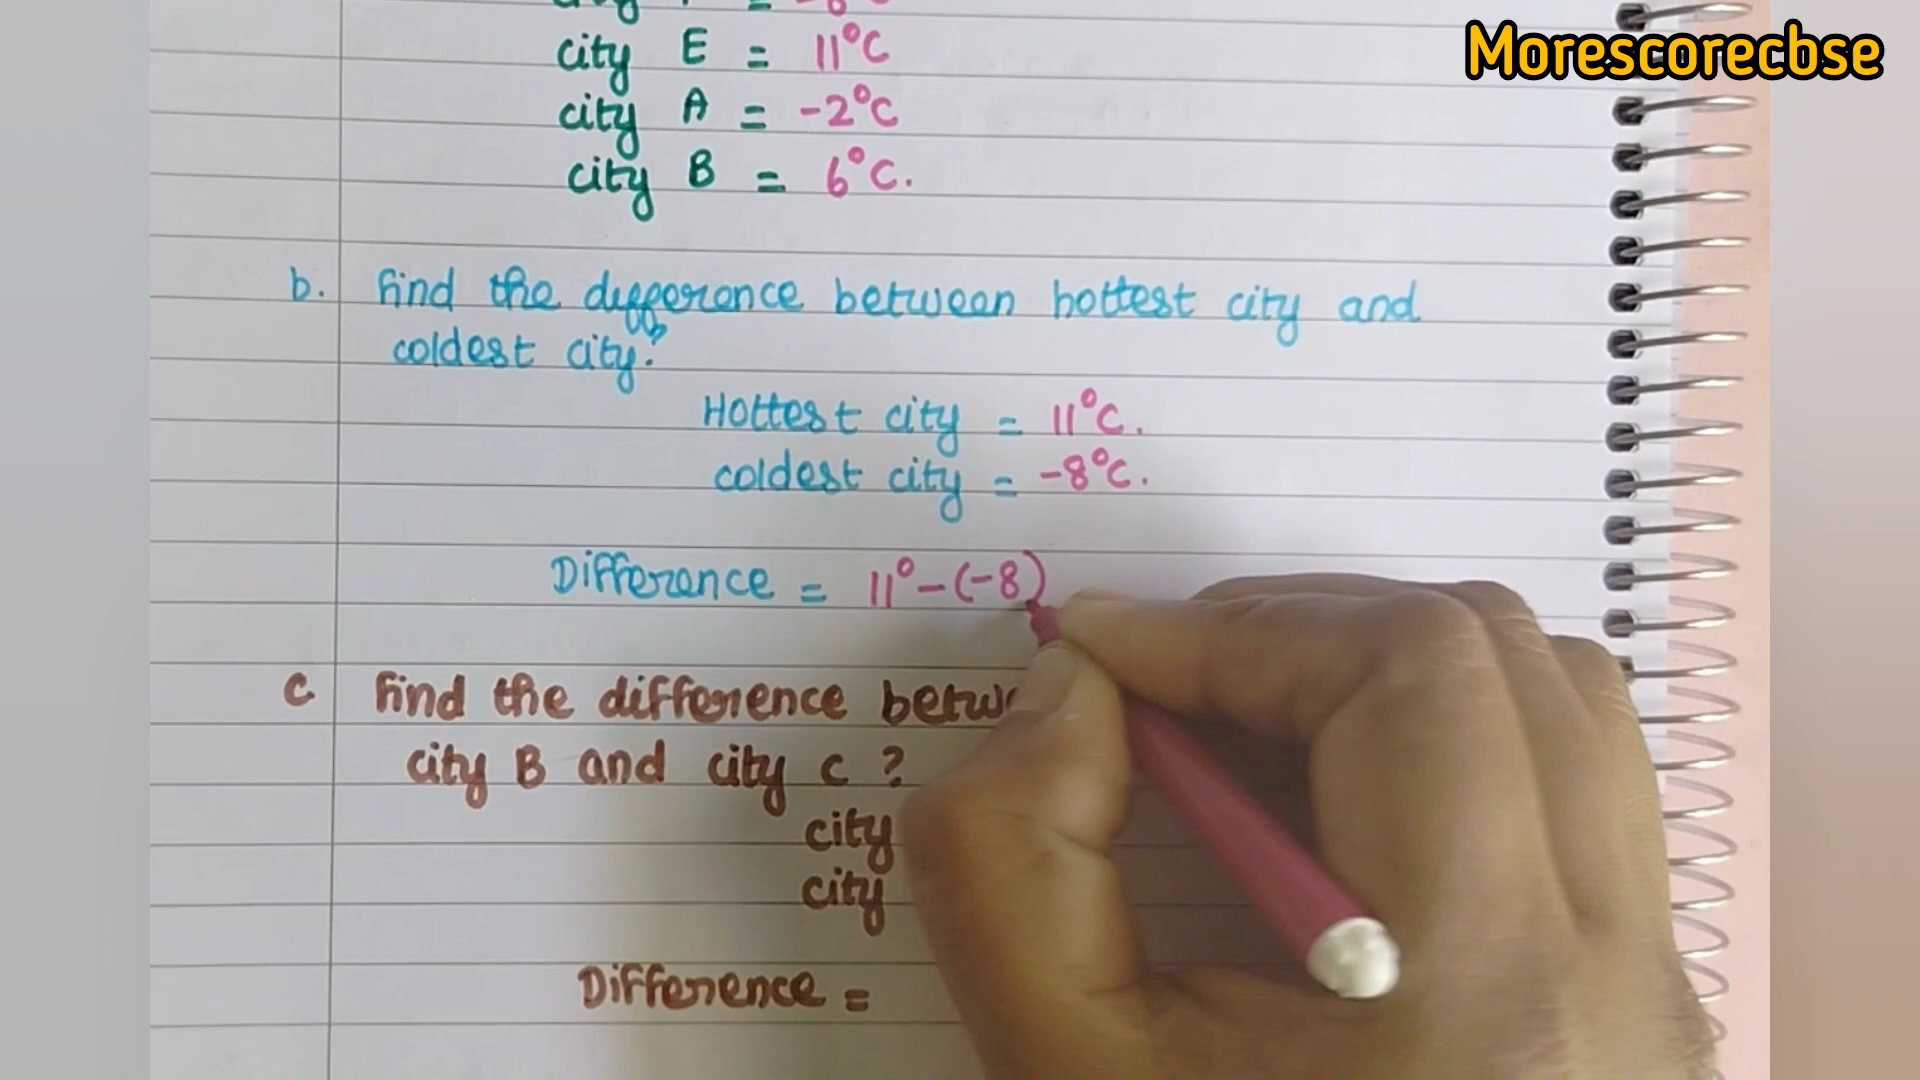 Morescorecbse
city E = 11°C
city A = -2°C
city B = 6°C.
b. Find the difference between hottest city and
coldest city?
Hottest city = 11°C.
coldest city = -8°C.
Difference = 11° - (-8)
c Find the difference
city B and city c ?
city
city
Difference =